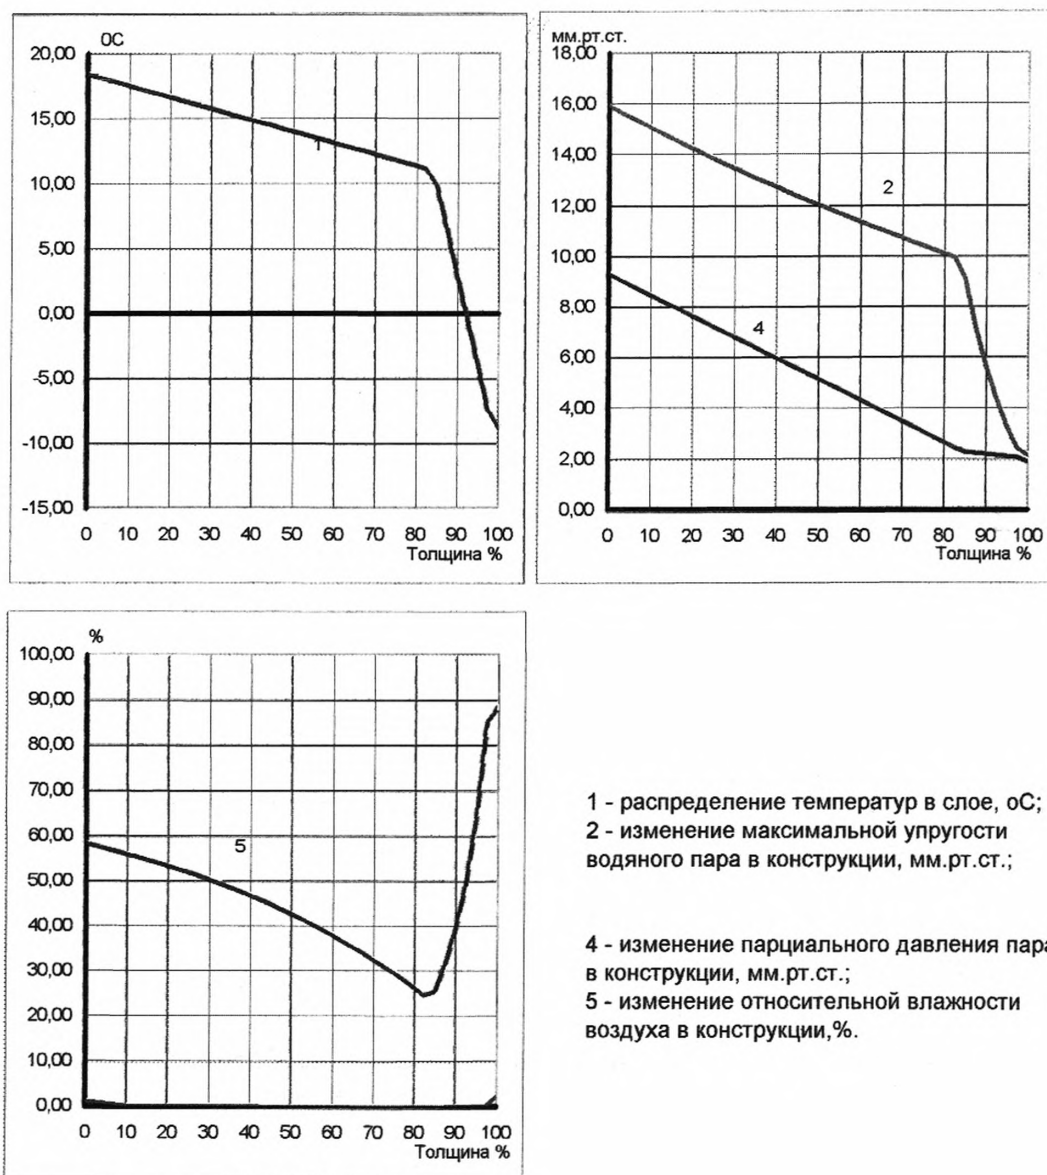 ОС
20,00
15,00
10,00
5,00
0,00
-5,00
-10,00
-15,00
1
0 10 20 30 40 50 60 70 80 90 100
Толщина %
мм.рт.ст.
18,00
16,00
14,00
12,00
10,00
8,00
6,00
4,00
2,00
0,00
2
4
0 10 20 30 40 50 60 70 80 90 100
Толщина %
%
100,00
90,00
80,00
70,00
60,00
50,00
40,00
30,00
20,00
10,00
0,00
5
0 10 20 30 40 50 60 70 80 90 100
Толщина %
1 - распределение температур в слое, оС;
2 - изменение максимальной упругости
водяного пара в конструкции, мм.рт.ст.;
4 - изменение парциального давления пара
в конструкции, мм.рт.ст.;
5 - изменение относительной влажности
воздуха в конструкции,%.